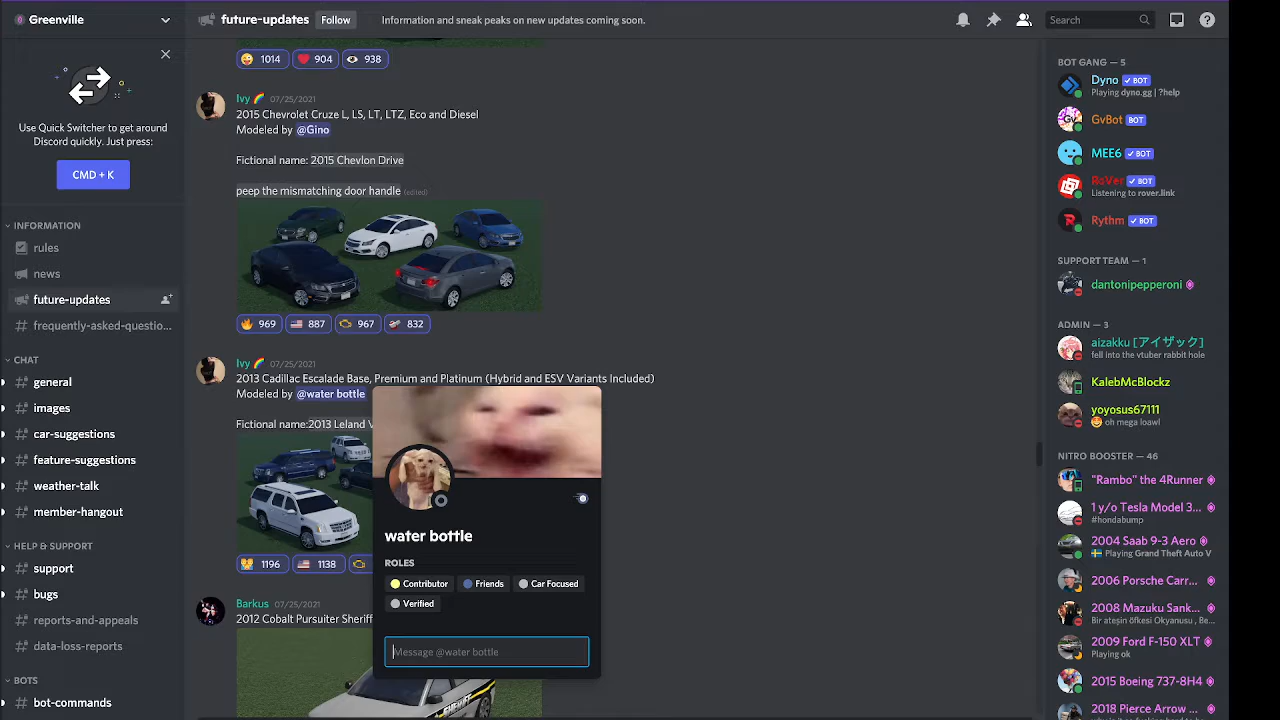 Greenville
future-updates
Follow
Information and sneak peaks on new updates coming soon.
Search
Use Quick Switcher to get around
Discord quickly. Just press:
CMD + K
INFORMATION
rules
news
future-updates
frequently-asked-questio...
CHAT
general
images
car-suggestions
feature-suggestions
weather-talk
member-hangout
HELP & SUPPORT
support
bugs
reports-and-appeals
data-loss-reports
BOTS
bot-commands
1014
904
938
Ivy 07/25/2021
2015 Chevrolet Cruze L, LS, LT, LTZ, Eco and Diesel
Modeled by @Gino
Fictional name: 2015 Chevlon Drive
peep the mismatching door handle (edited)
969
887
967
832
Ivy 07/25/2021
2013 Cadillac Escalade Base, Premium and Platinum (Hybrid and ESV Variants Included)
Modeled by @water bottle
Fictional name:2013 Leland
1196
1138
Barkus 07/25/2021
2012 Cobalt Pursuiter Sheriff
SHERIFF
water bottle
ROLES
Contributor
Friends
Car Focused
Verified
Message @water bottle
BOT GANG — 5
Dyno BOT
Playing dyno.gg | ?help
GvBot BOT
MEE6 BOT
RoVer BOT
Listening to rover.link
Rythm BOT
SUPPORT TEAM — 1
dantonipepperoni
ADMIN — 3
aizakku [アイザック]
fell into the vtuber rabbit hole
KalebMcBlockz
yoyosus67111
oh mega loawl
NITRO BOOSTER — 46
"Rambo" the 4Runner
1 y/o Tesla Model 3...
#hondabump
2004 Saab 9-3 Aero
Playing Grand Theft Auto V
2006 Porsche Carr...
2008 Mazuku Sank...
Bir ateşin öfkesi Okyanusu , Be...
2009 Ford F-150 XLT
Playing ok
2015 Boeing 737-8H4
2018 Pierce Arrow...